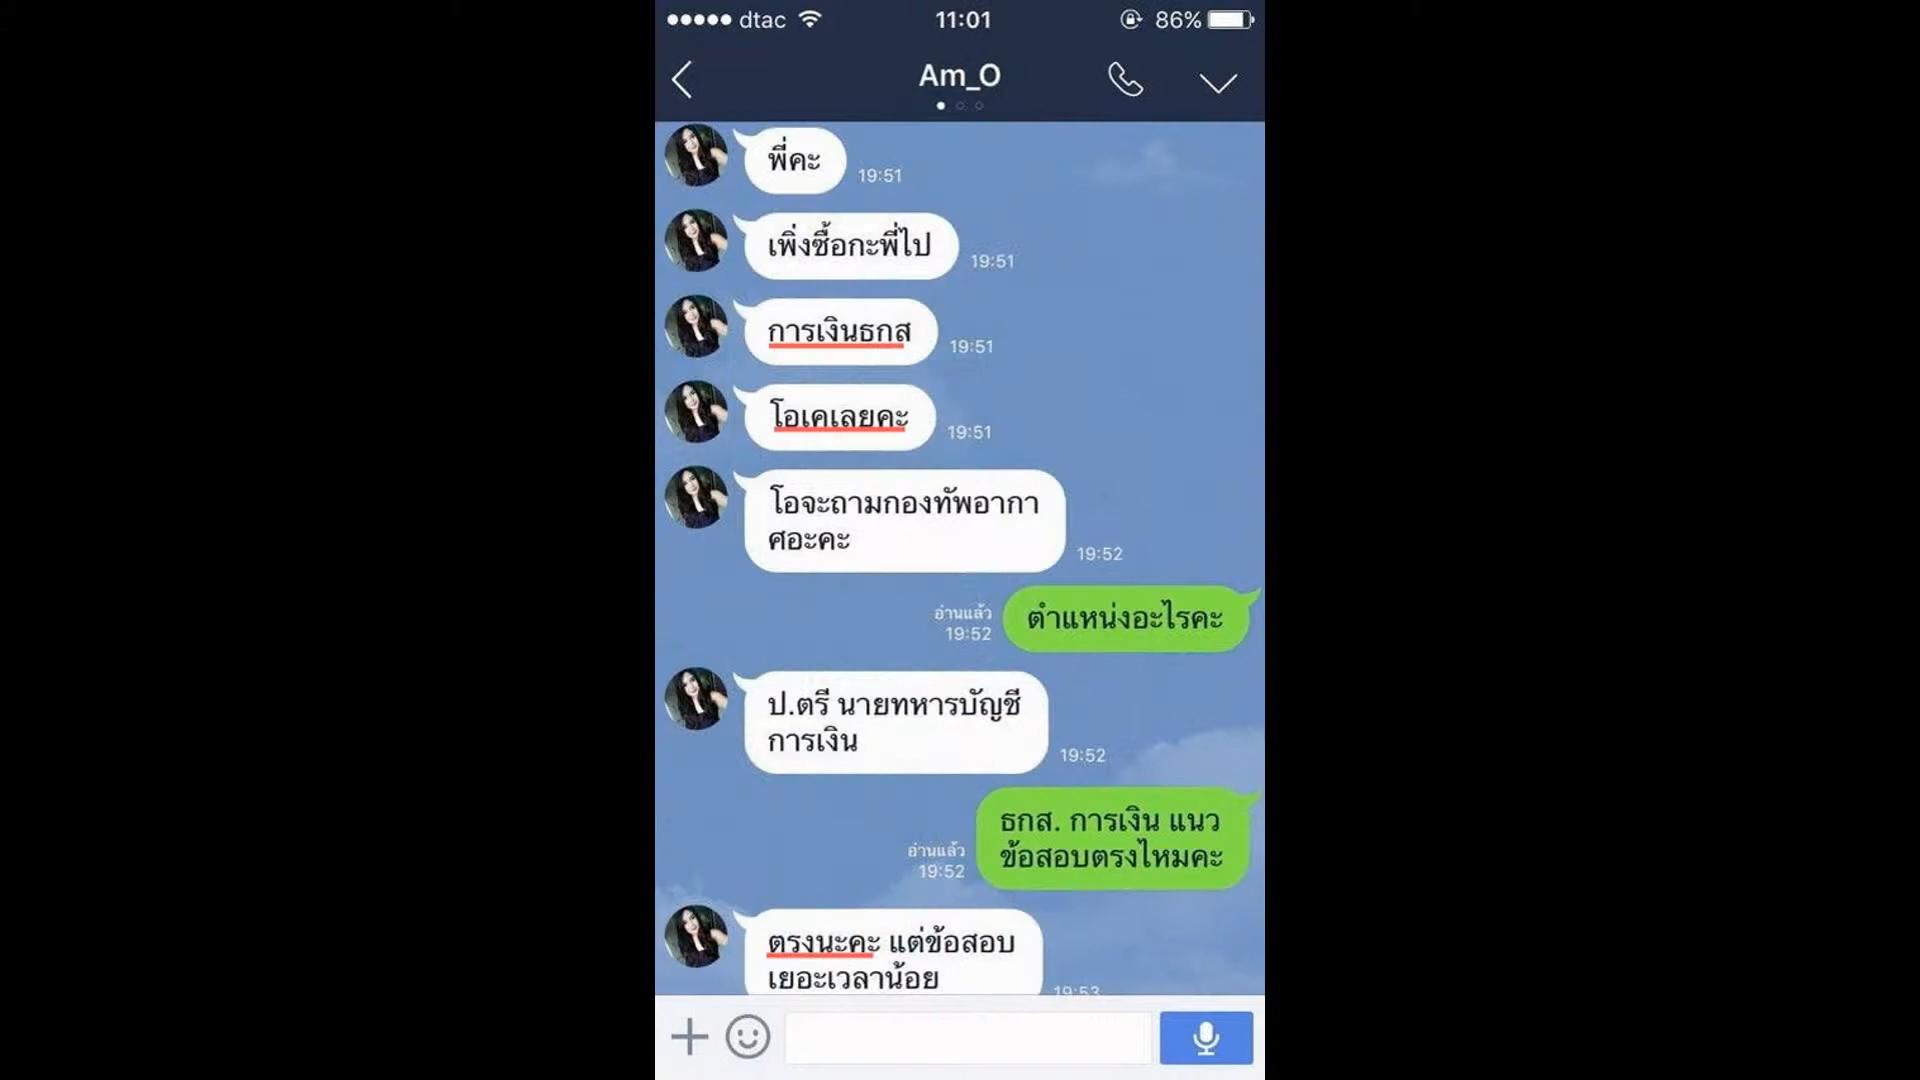 dtac 11:01 86%
Am_O
พี่คะ
19:51
เพิ่งซื้อกะพี่ไป
19:51
การเงินธกส
19:51
โอเคเลยคะ
19:51
โอจะถามกองทัพอากา
ศอะคะ
19:52
ตำแหน่งอะไรคะ
อ่านแล้ว
19:52
ป.ตรี นายทหารบัญชี
การเงิน
19:52
ธกส. การเงิน แนว
ข้อสอบตรงไหมคะ
อ่านแล้ว
19:52
ตรงนะคะ แต่ข้อสอบ
เยอะเวลาน้อย
19:53